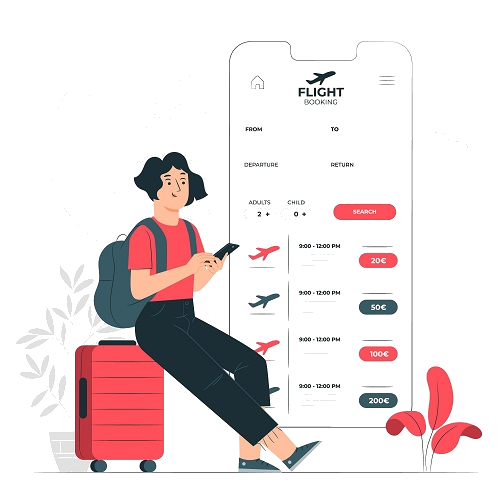 FLIGHT
BOOKING
FROM TO
DEPARTURE RETURN
ADULTS CHILD
2 + 0 + SEARCH
9:00 - 12:00 PM
20€
9:00 - 12:00 PM
50€
9:00 - 12:00 PM
100€
9:00 - 12:00 PM
200€